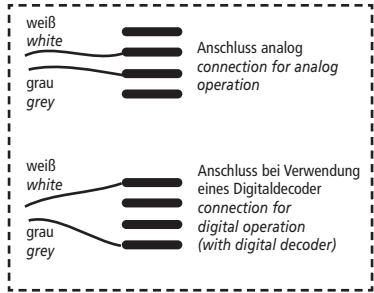 weiß
white
grau
grey
Anschluss analog
connection for analog
operation
weiß
white
grau
grey
Anschluss bei Verwendung
eines Digitaldecoder
connection for
digital operation
(with digital decoder)